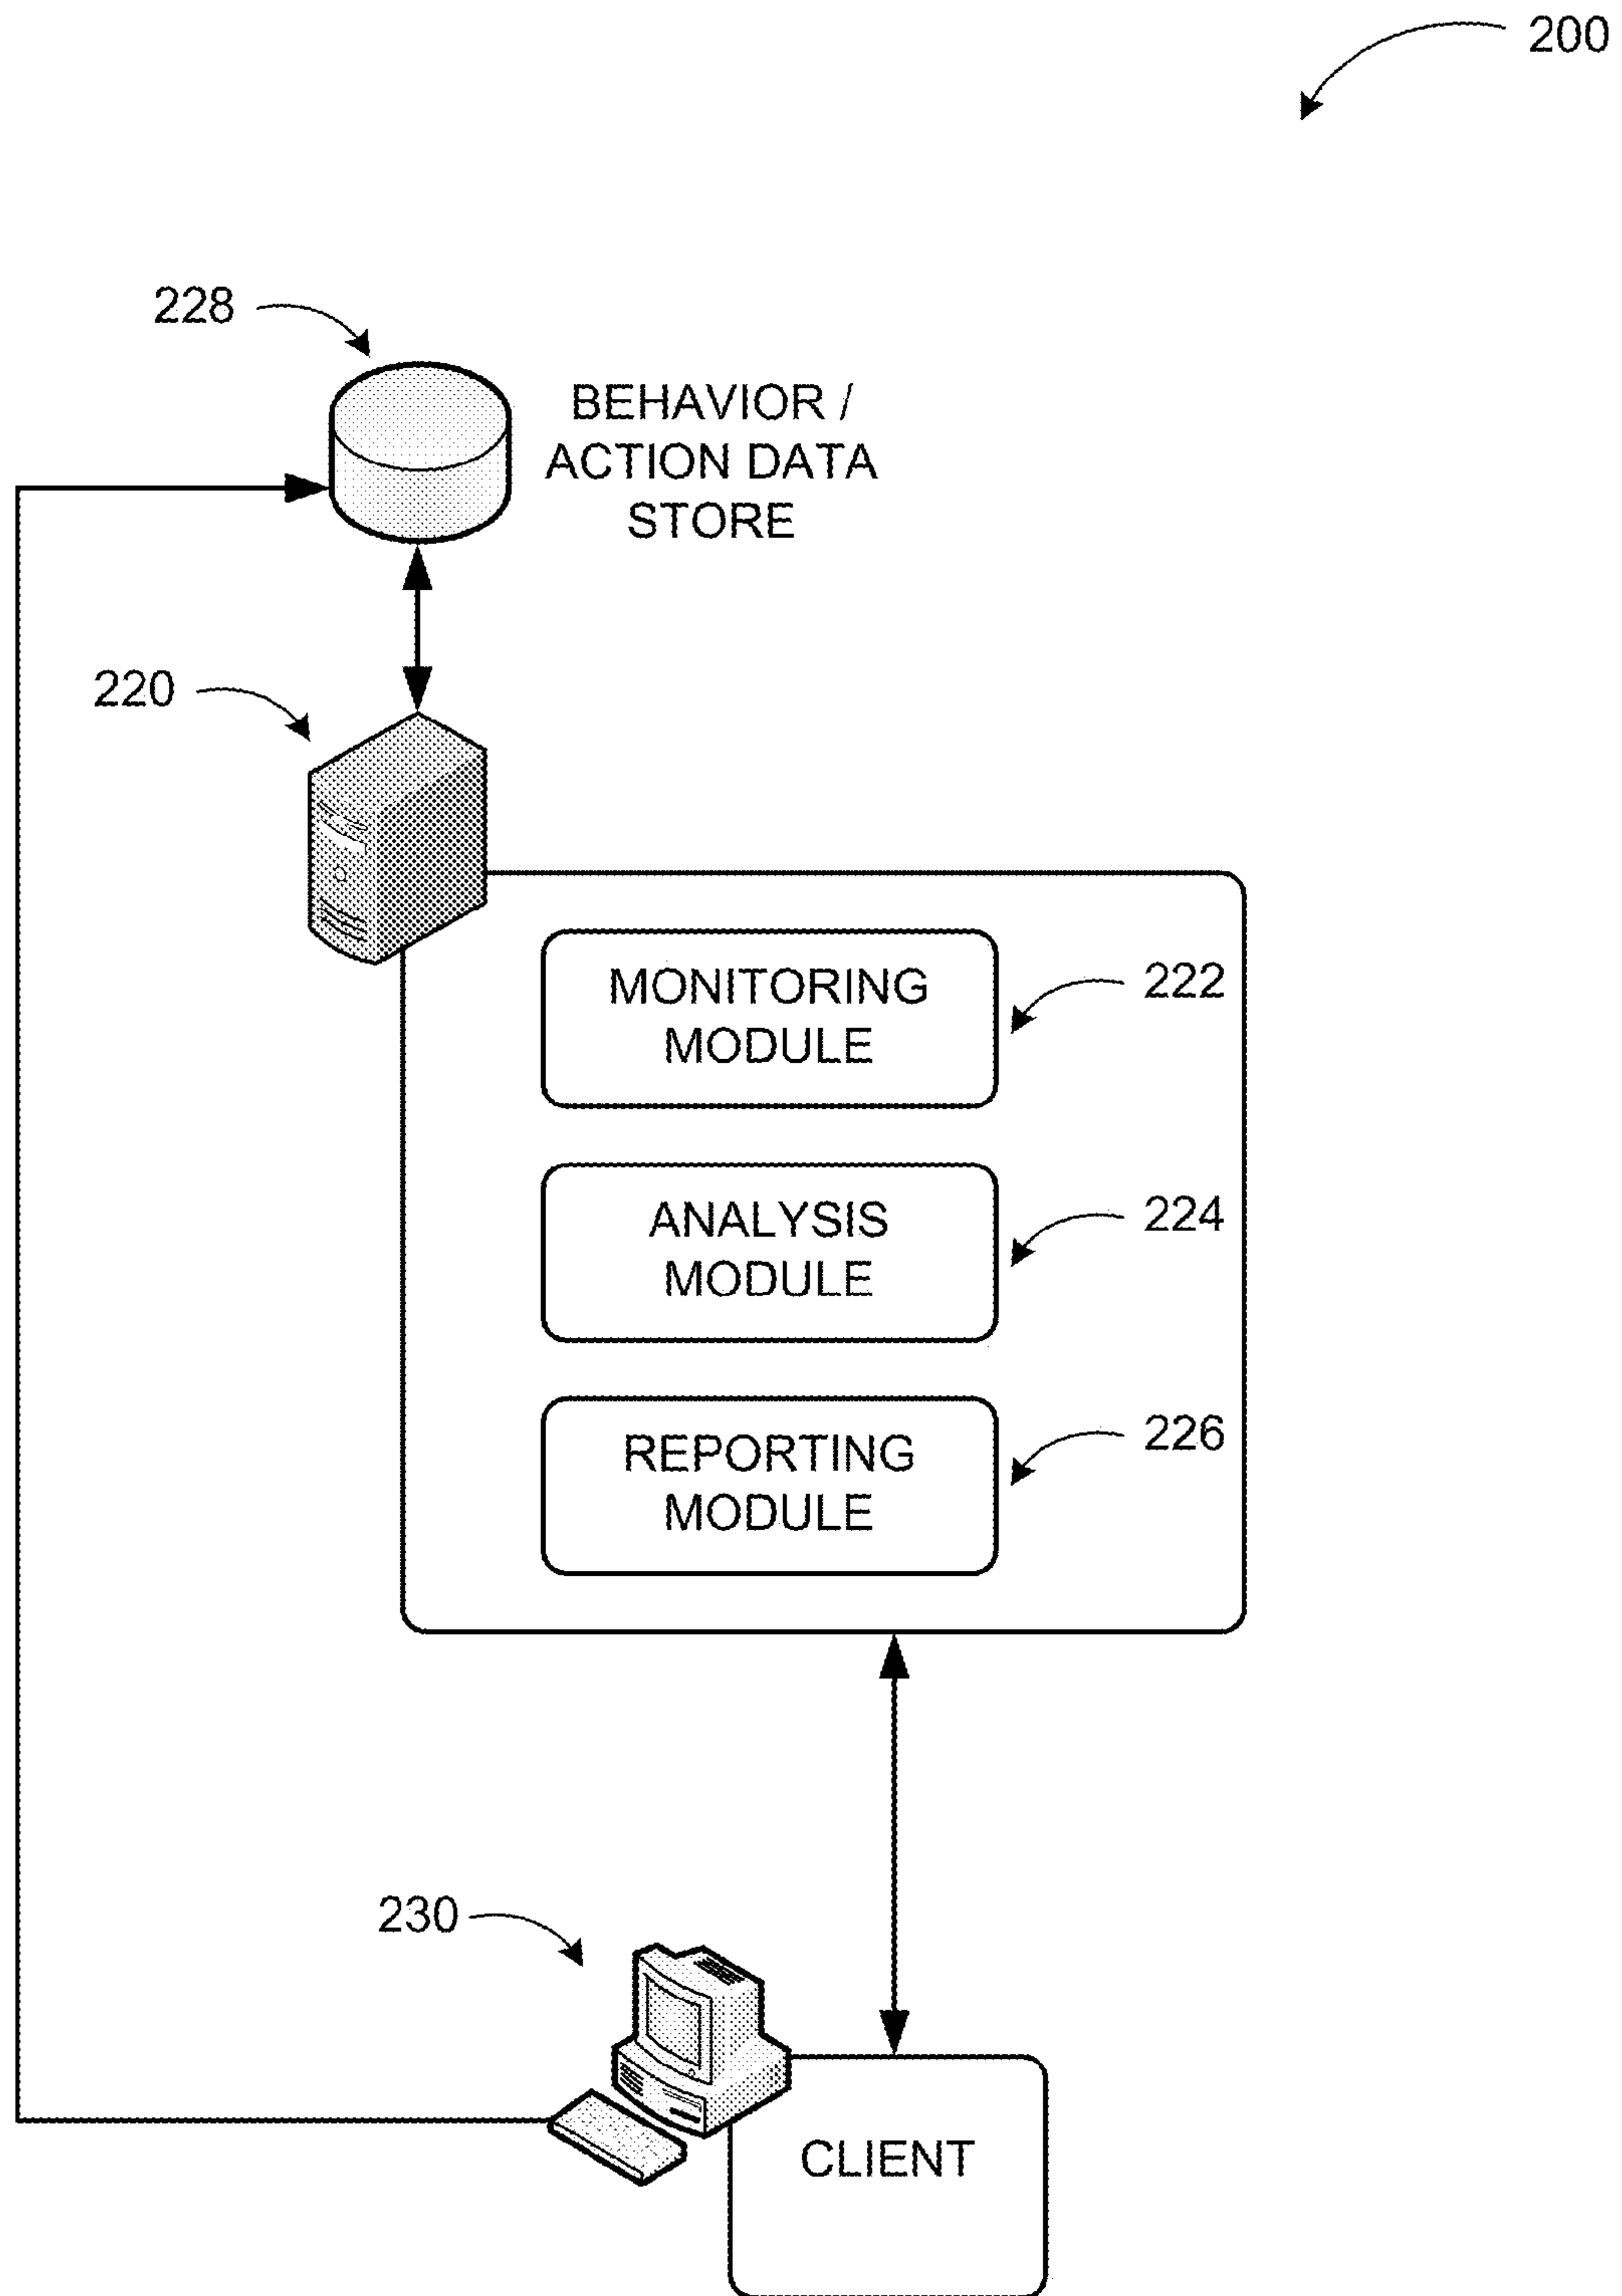 200
228
BEHAVIOR /
ACTION DATA
STORE
220
MONITORING
MODULE
222
ANALYSIS
MODULE
224
REPORTING
MODULE
226
230
CLIENT